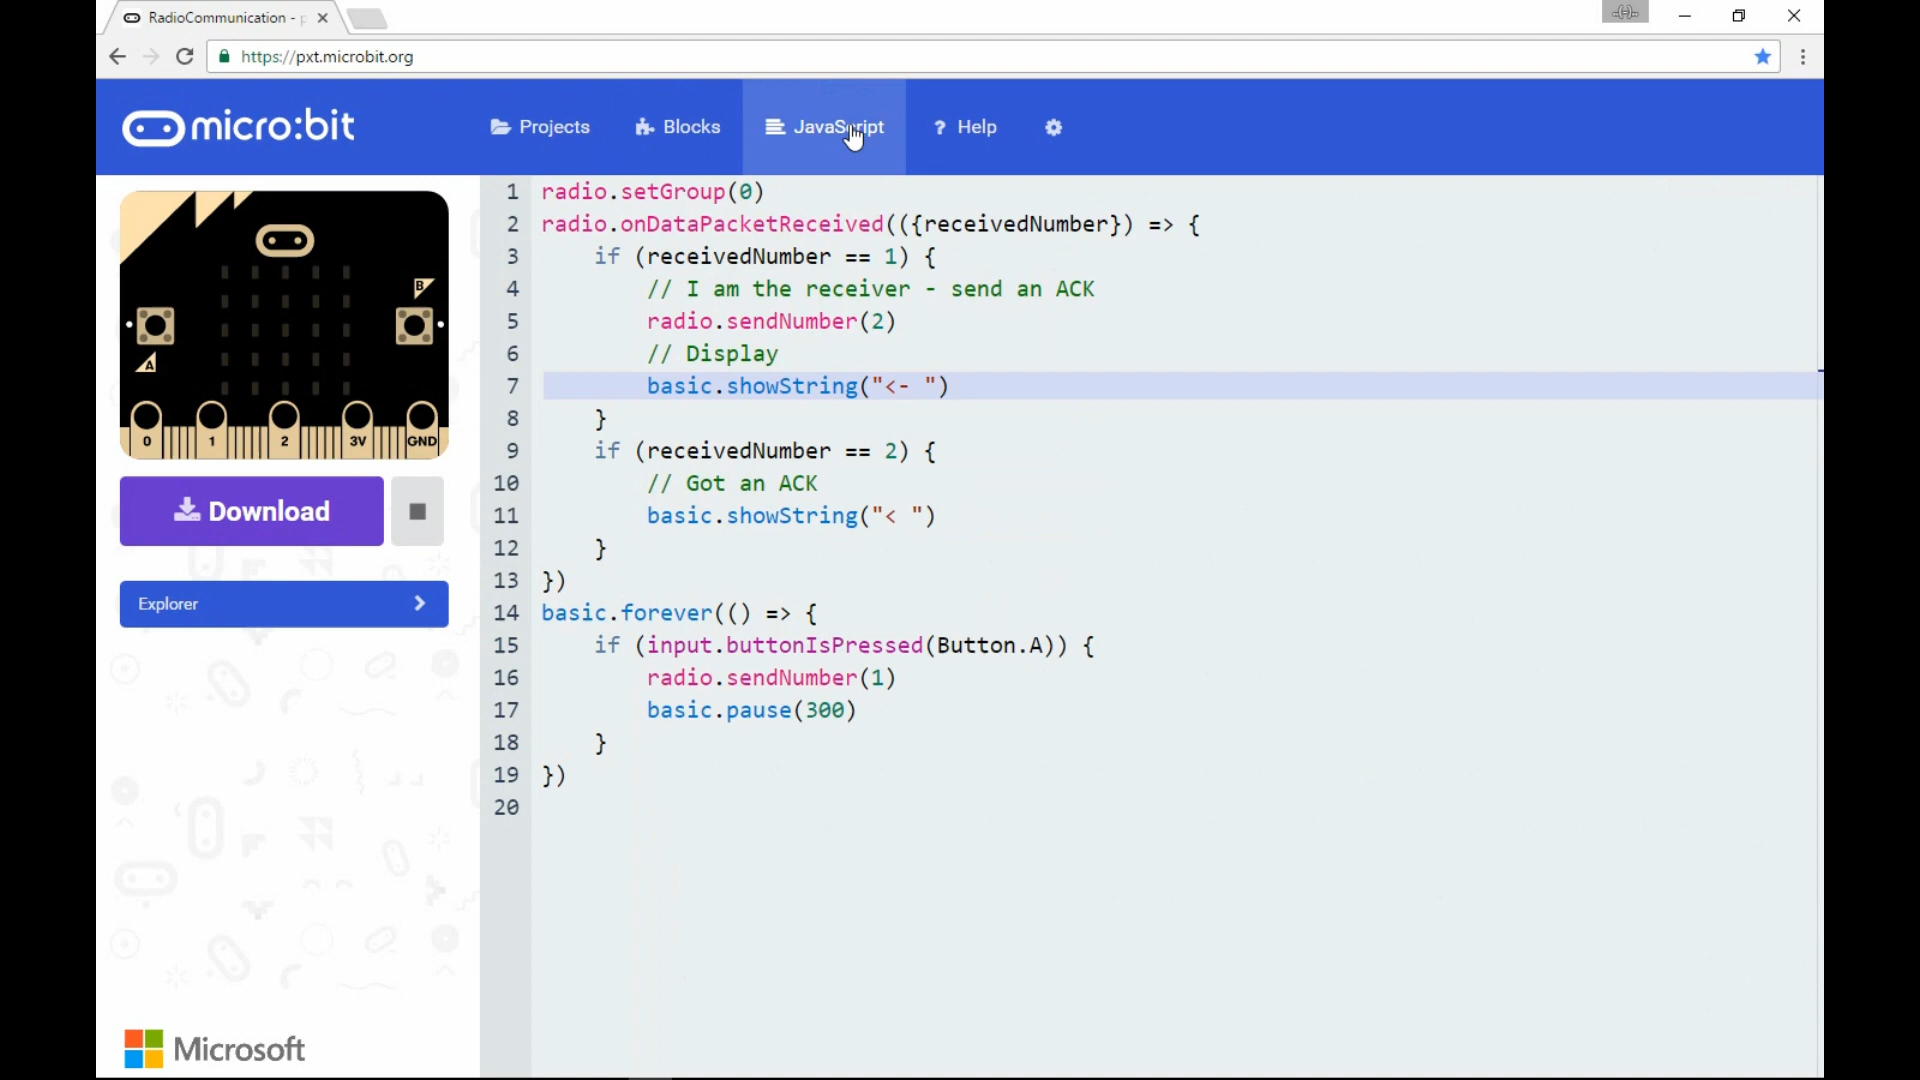 RadioCommunication - p
https://pxt.microbit.org
micro:bit
Projects
Blocks
JavaScript
? Help
B
A
0 1 2 3V GND
Download
Explorer
Microsoft
1 radio.setGroup(0)
2 radio.onDataPacketReceived(({receivedNumber}) => {
3 if (receivedNumber == 1) {
4 // I am the receiver - send an ACK
5 radio.sendNumber(2)
6 // Display
7 basic.showString("<- ")
8 }
9 if (receivedNumber == 2) {
10 // Got an ACK
11 basic.showString("< ")
12 }
13 })
14 basic.forever(() => {
15 if (input.buttonIsPressed(Button.A)) {
16 radio.sendNumber(1)
17 basic.pause(300)
18 }
19 })
20